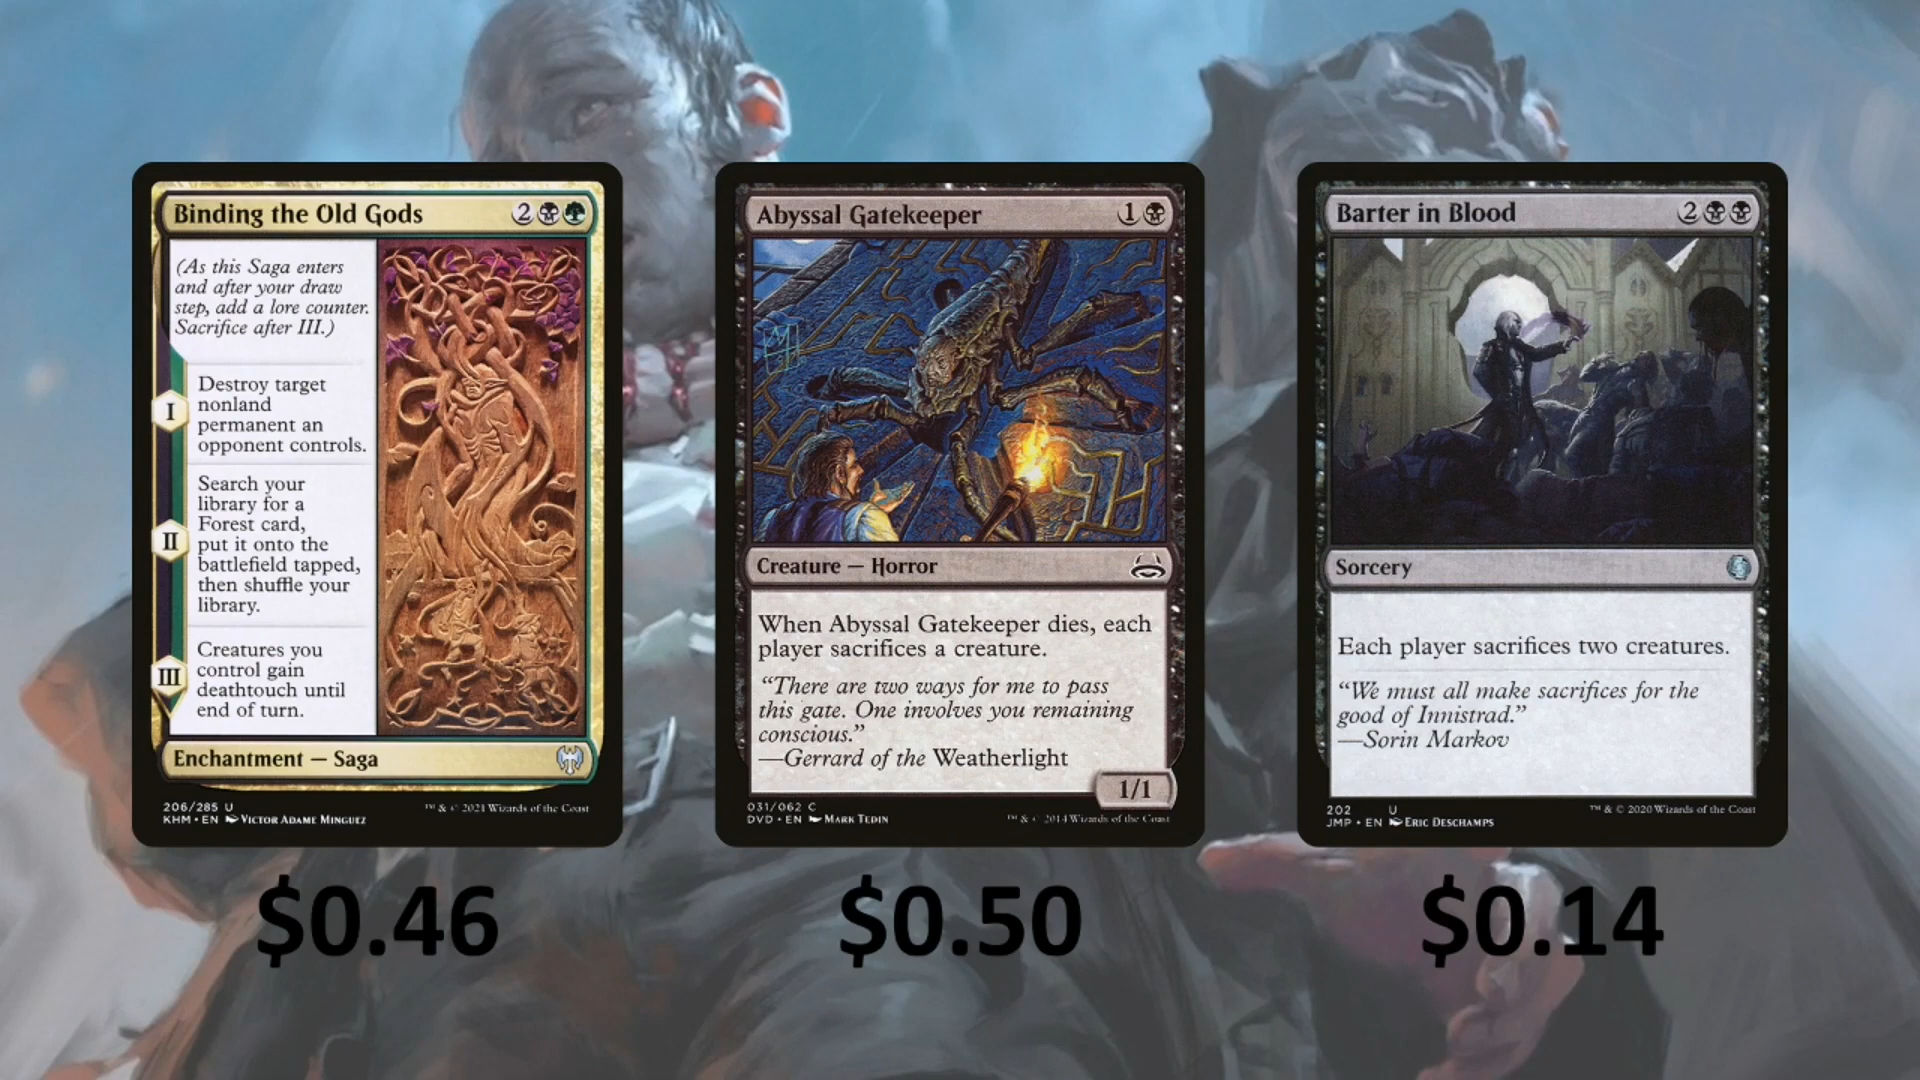 Binding the Old Gods 2
(As this Saga enters
and after your draw
step, add a lore counter.
Sacrifice after III.)
I
Destroy target
nonland
permanent an
opponent controls.
II
Search your
library for a
Forest card,
put it onto the
battlefield tapped,
then shuffle your
library.
III
Creatures you
control gain
deathtouch until
end of turn.
Enchantment — Saga
206/285 U
KHM • EN VICTOR ADAME MINGUEZ
™ & © 2021 Wizards of the Coast
$0.46
Abyssal Gatekeeper 1
Creature — Horror
When Abyssal Gatekeeper dies, each
player sacrifices a creature.
“There are two ways for me to pass
this gate. One involves you remaining
conscious.”
—Gerrard of the Weatherlight
1/1
031/062 C
DVD • EN MARK TEDIN
™ & © 2014 Wizards of the Coast
$0.50
Barter in Blood 2
Sorcery
Each player sacrifices two creatures.
“We must all make sacrifices for the
good of Innistrad.”
—Sorin Markov
202 U
JMP • EN ERIC DESCHAMPS
™ & © 2020 Wizards of the Coast
$0.14